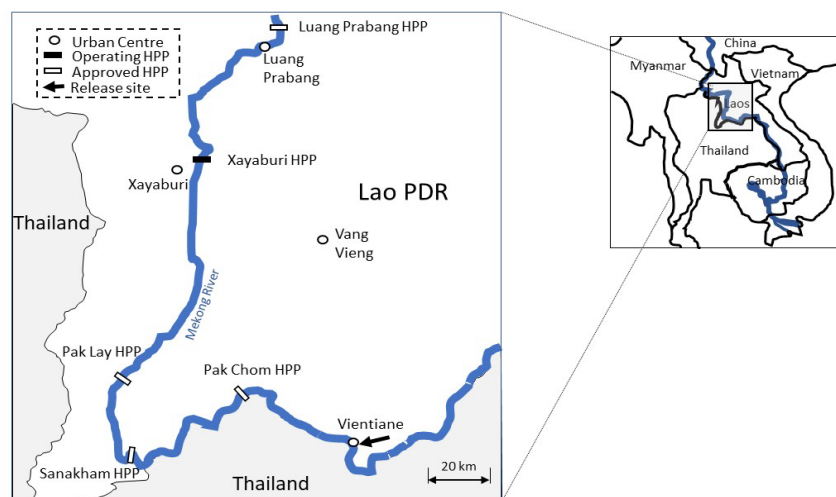 Urban Centre
Operating HPP
Approved HPP
Release site
Luang Prabang HPP
Luang
Prabang
Xayaburi HPP
Xayaburi
Lao PDR
Thailand
Vang
Vieng
Mekong River
Pak Lay HPP
Pak Chom HPP
Vientiane
Sanakham HPP
Thailand
20 km
China
Myanmar
Vietnam
Laos
Thailand
Cambodia